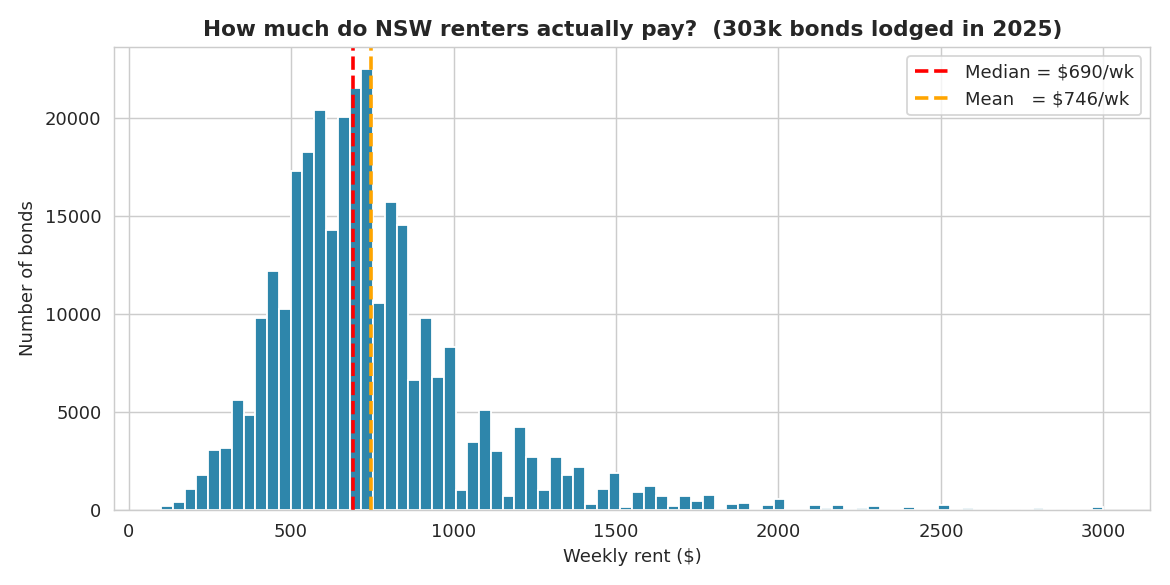 How much do NSW renters actually pay?  (303k bonds lodged in 2025)
Median = $690/wk
Mean   = $746/wk
Number of bonds
20000
15000
10000
5000
0
0 500 1000 1500 2000 2500 3000
Weekly rent ($)